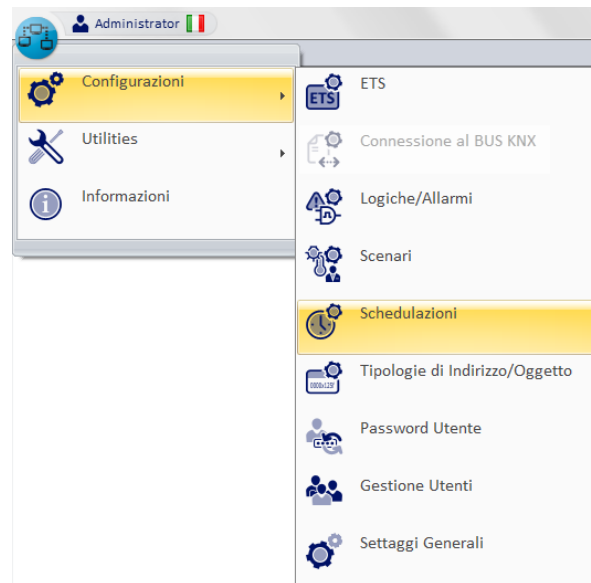 Administrator
Configurazioni
Utilities
Informazioni
ETS
ETS
Connessione al BUS KNX
Logiche/Allarmi
Scenari
Schedulazioni
Tipologie di Indirizzo/Oggetto
Password Utente
Gestione Utenti
Settaggi Generali